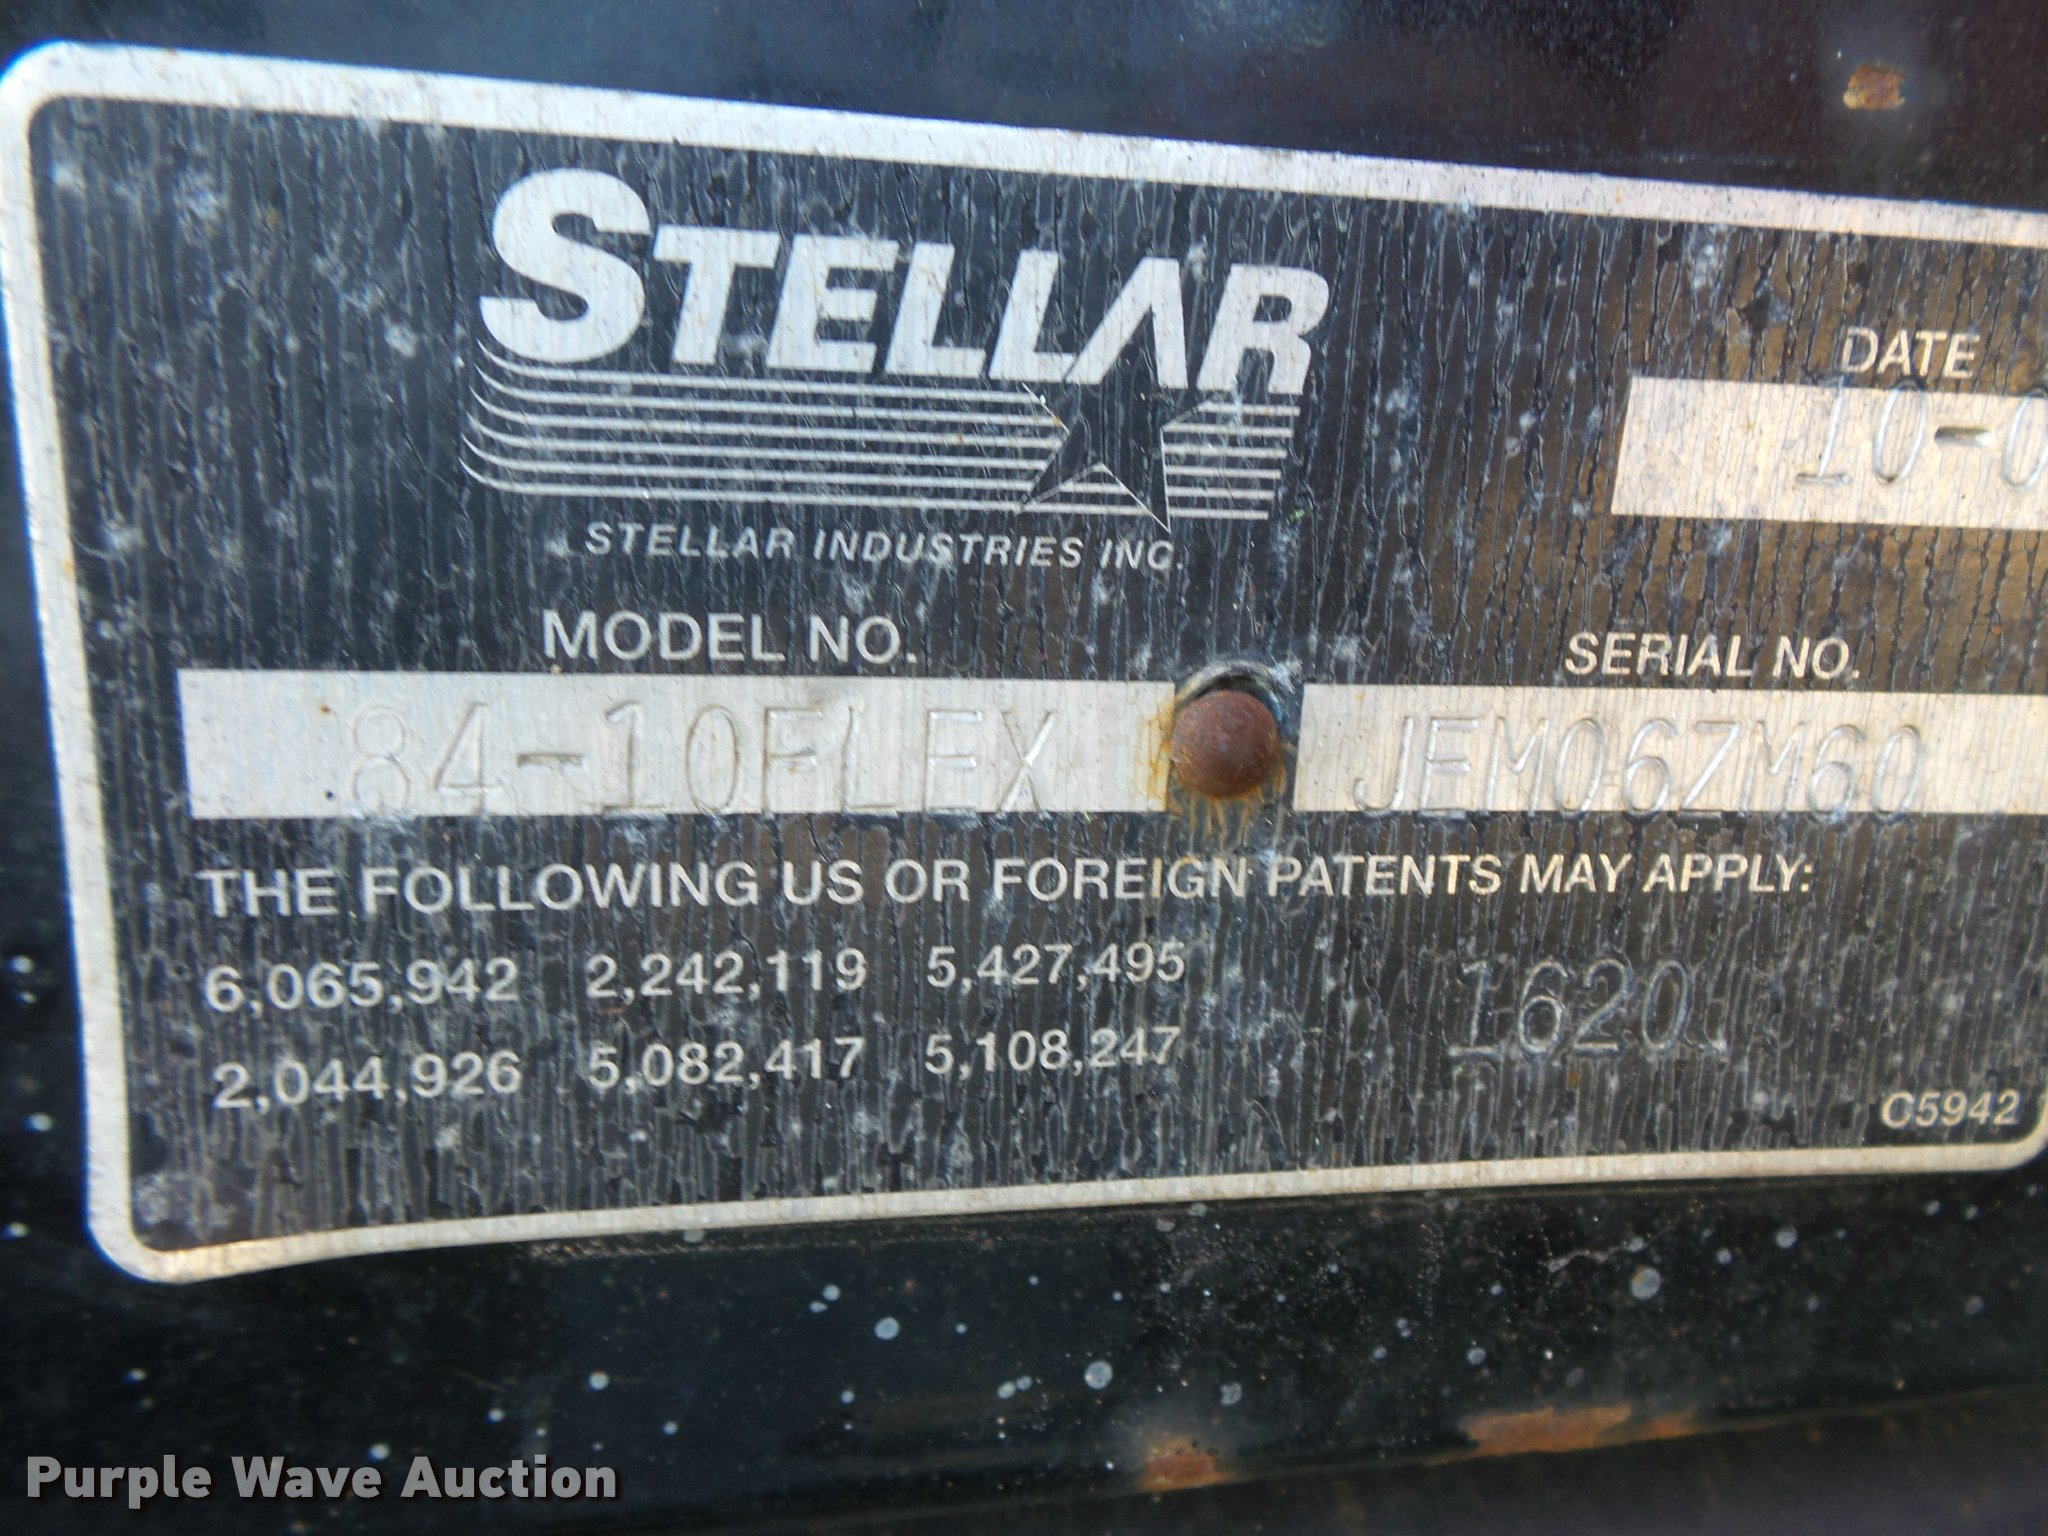 STELLAR
STELLAR INDUSTRIES INC.
DATE
10-0
MODEL NO.
84-10FLEX
SERIAL NO.
JEM06ZM60
THE FOLLOWING US OR FOREIGN PATENTS MAY APPLY:
6,065,942 2,242,119 5,427,495
2,044,926 5,082,417 5,108,247
1620
C5942
Purple Wave Auction